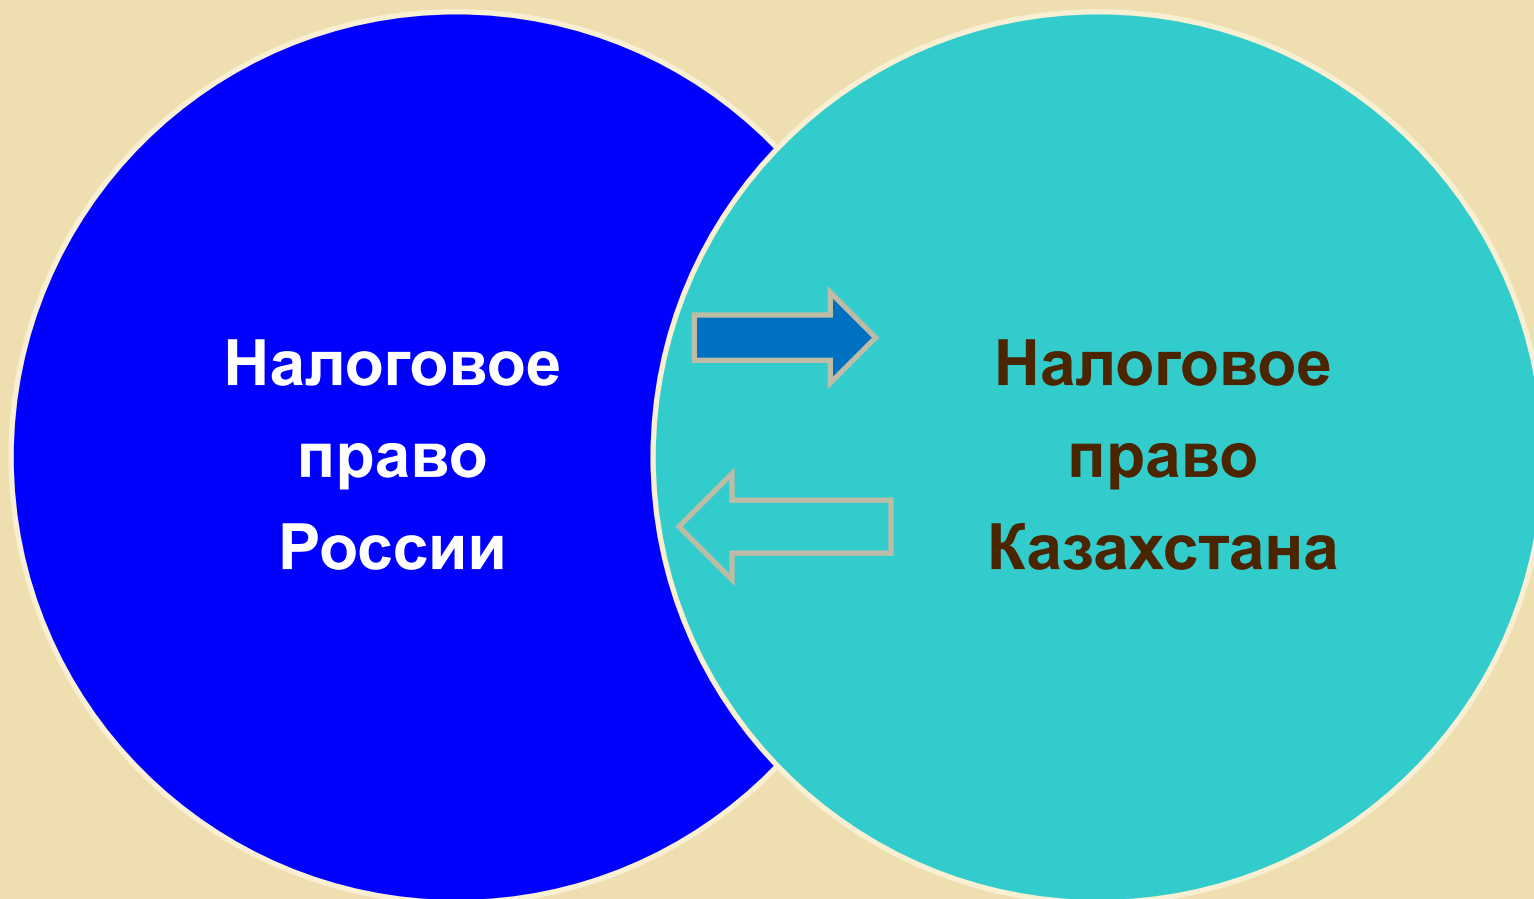 Налоговое
право
России
Налоговое
право
Казахстана